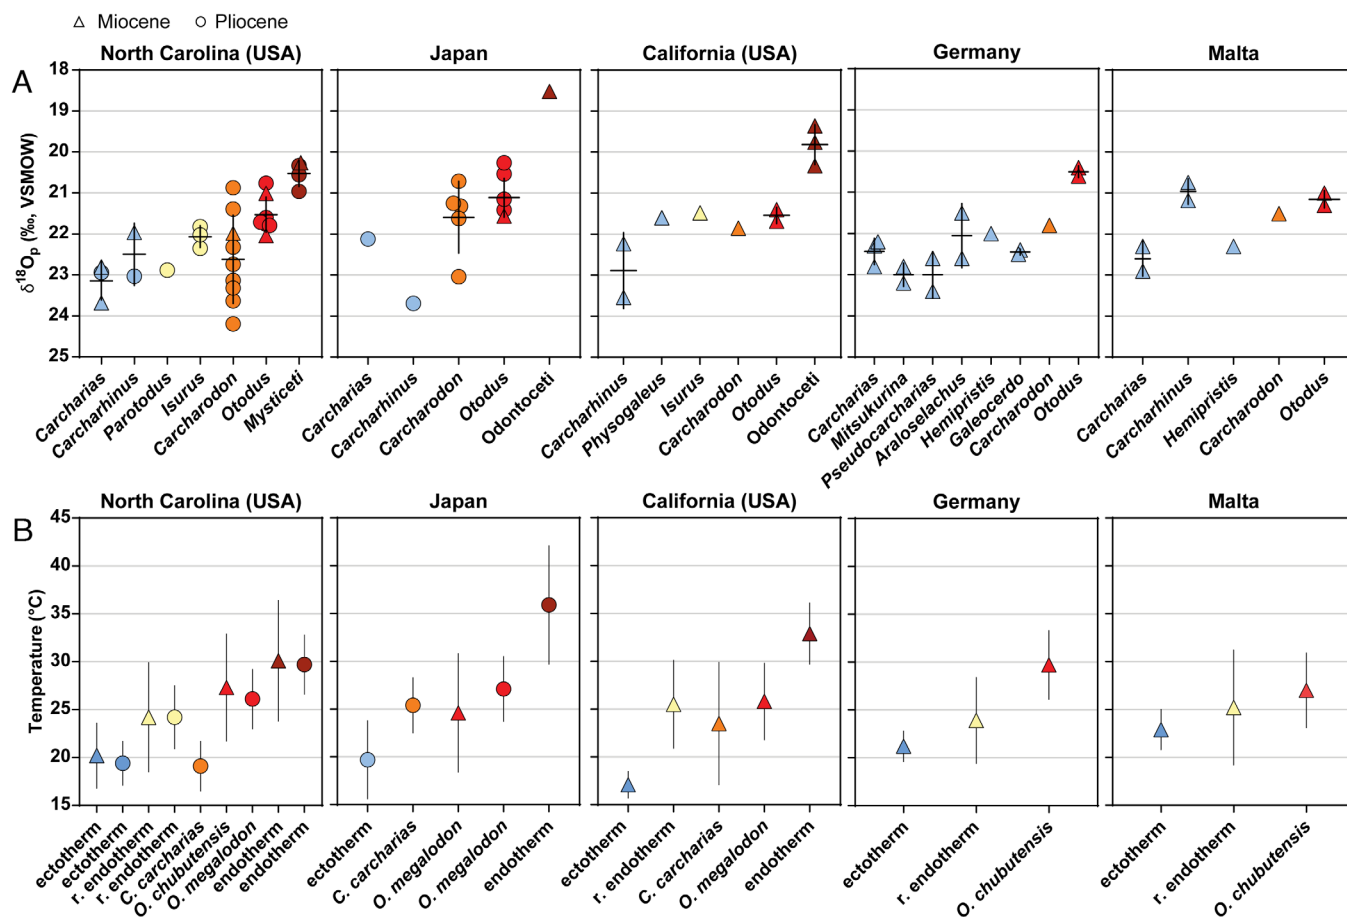 Miocene Pliocene
North Carolina (USA) Japan California (USA) Germany Malta
A
δ¹⁸Oₚ (‰, VSMOW)
18
19
20
21
22
23
24
25
Carcharias Carcharhinus Parotodus Isurus Carcharodon Otodus Mysticeti
Carcharias Carcharhinus Carcharodon Otodus Odontoceti
Carcharhinus Physogaleus Isurus Carcharodon Otodus Odontoceti
Carcharias Mitsukurina Pseudocarcharias Araloselachus Hemipristis Galeocerdo Carcharodon Otodus
Carcharias Carcharhinus Hemipristis Carcharodon Otodus
North Carolina (USA) Japan California (USA) Germany Malta
B
Temperature (°C)
45
40
35
30
25
20
15
ectotherm ectotherm r. endotherm r. endotherm C. carcharias O. chubutensis O. megalodon endotherm endotherm
ectotherm C. carcharias O. megalodon O. megalodon endotherm
ectotherm r. endotherm C. carcharias O. megalodon endotherm
ectotherm r. endotherm O. chubutensis
ectotherm r. endotherm O. chubutensis